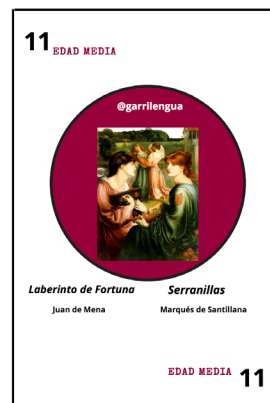 11 EDAD MEDIA
@garrilengua
Laberinto de Fortuna
Serranillas
Juan de Mena
Marqués de Santillana
EDAD MEDIA 11